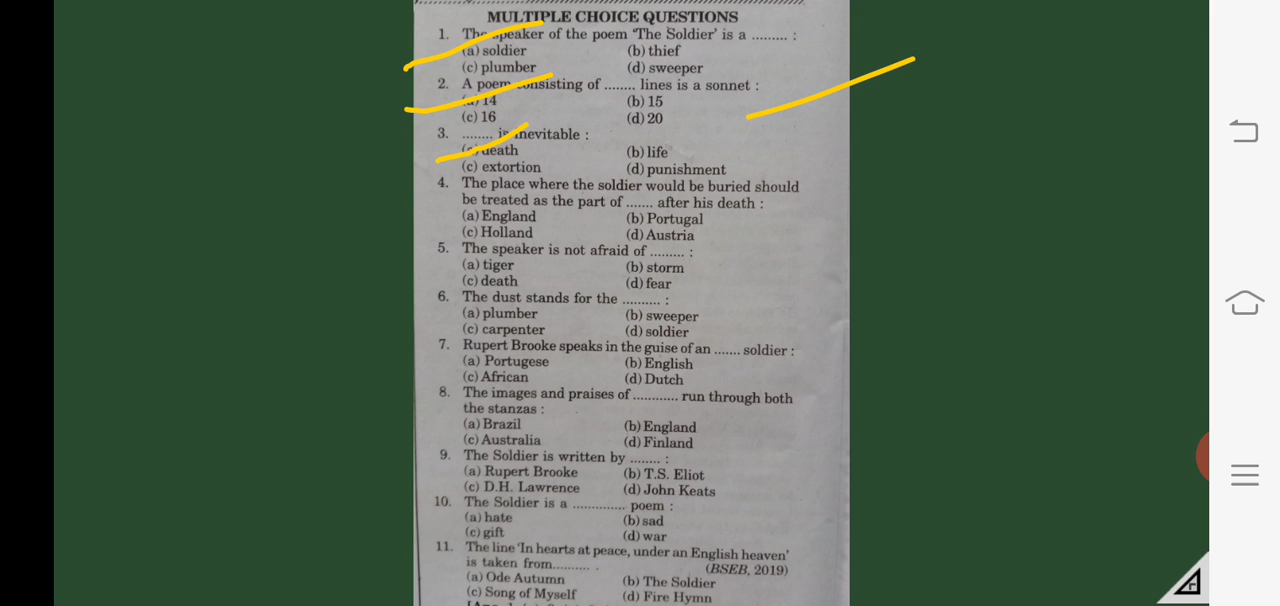 MULTIPLE CHOICE QUESTIONS
1. The speaker of the poem 'The Soldier' is a ......... :
(a) soldier (b) thief
(c) plumber (d) sweeper
2. A poem consisting of ........ lines is a sonnet :
(a) 14 (b) 15
(c) 16 (d) 20
3. ........ is inevitable :
(a) death (b) life
(c) extortion (d) punishment
4. The place where the soldier would be buried should
be treated as the part of ....... after his death :
(a) England (b) Portugal
(c) Holland (d) Austria
5. The speaker is not afraid of ......... :
(a) tiger (b) storm
(c) death (d) fear
6. The dust stands for the .......... :
(a) plumber (b) sweeper
(c) carpenter (d) soldier
7. Rupert Brooke speaks in the guise of an ....... soldier :
(a) Portugese (b) English
(c) African (d) Dutch
8. The images and praises of ............ run through both
the stanzas :
(a) Brazil (b) England
(c) Australia (d) Finland
9. The Soldier is written by ........ :
(a) Rupert Brooke (b) T.S. Eliot
(c) D.H. Lawrence (d) John Keats
10. The Soldier is a ............. poem :
(a) hate (b) sad
(c) gift (d) war
11. The line 'In hearts at peace, under an English heaven'
is taken from.......... . (BSEB, 2019)
(a) Ode Autumn (b) The Soldier
(c) Song of Myself (d) Fire Hymn